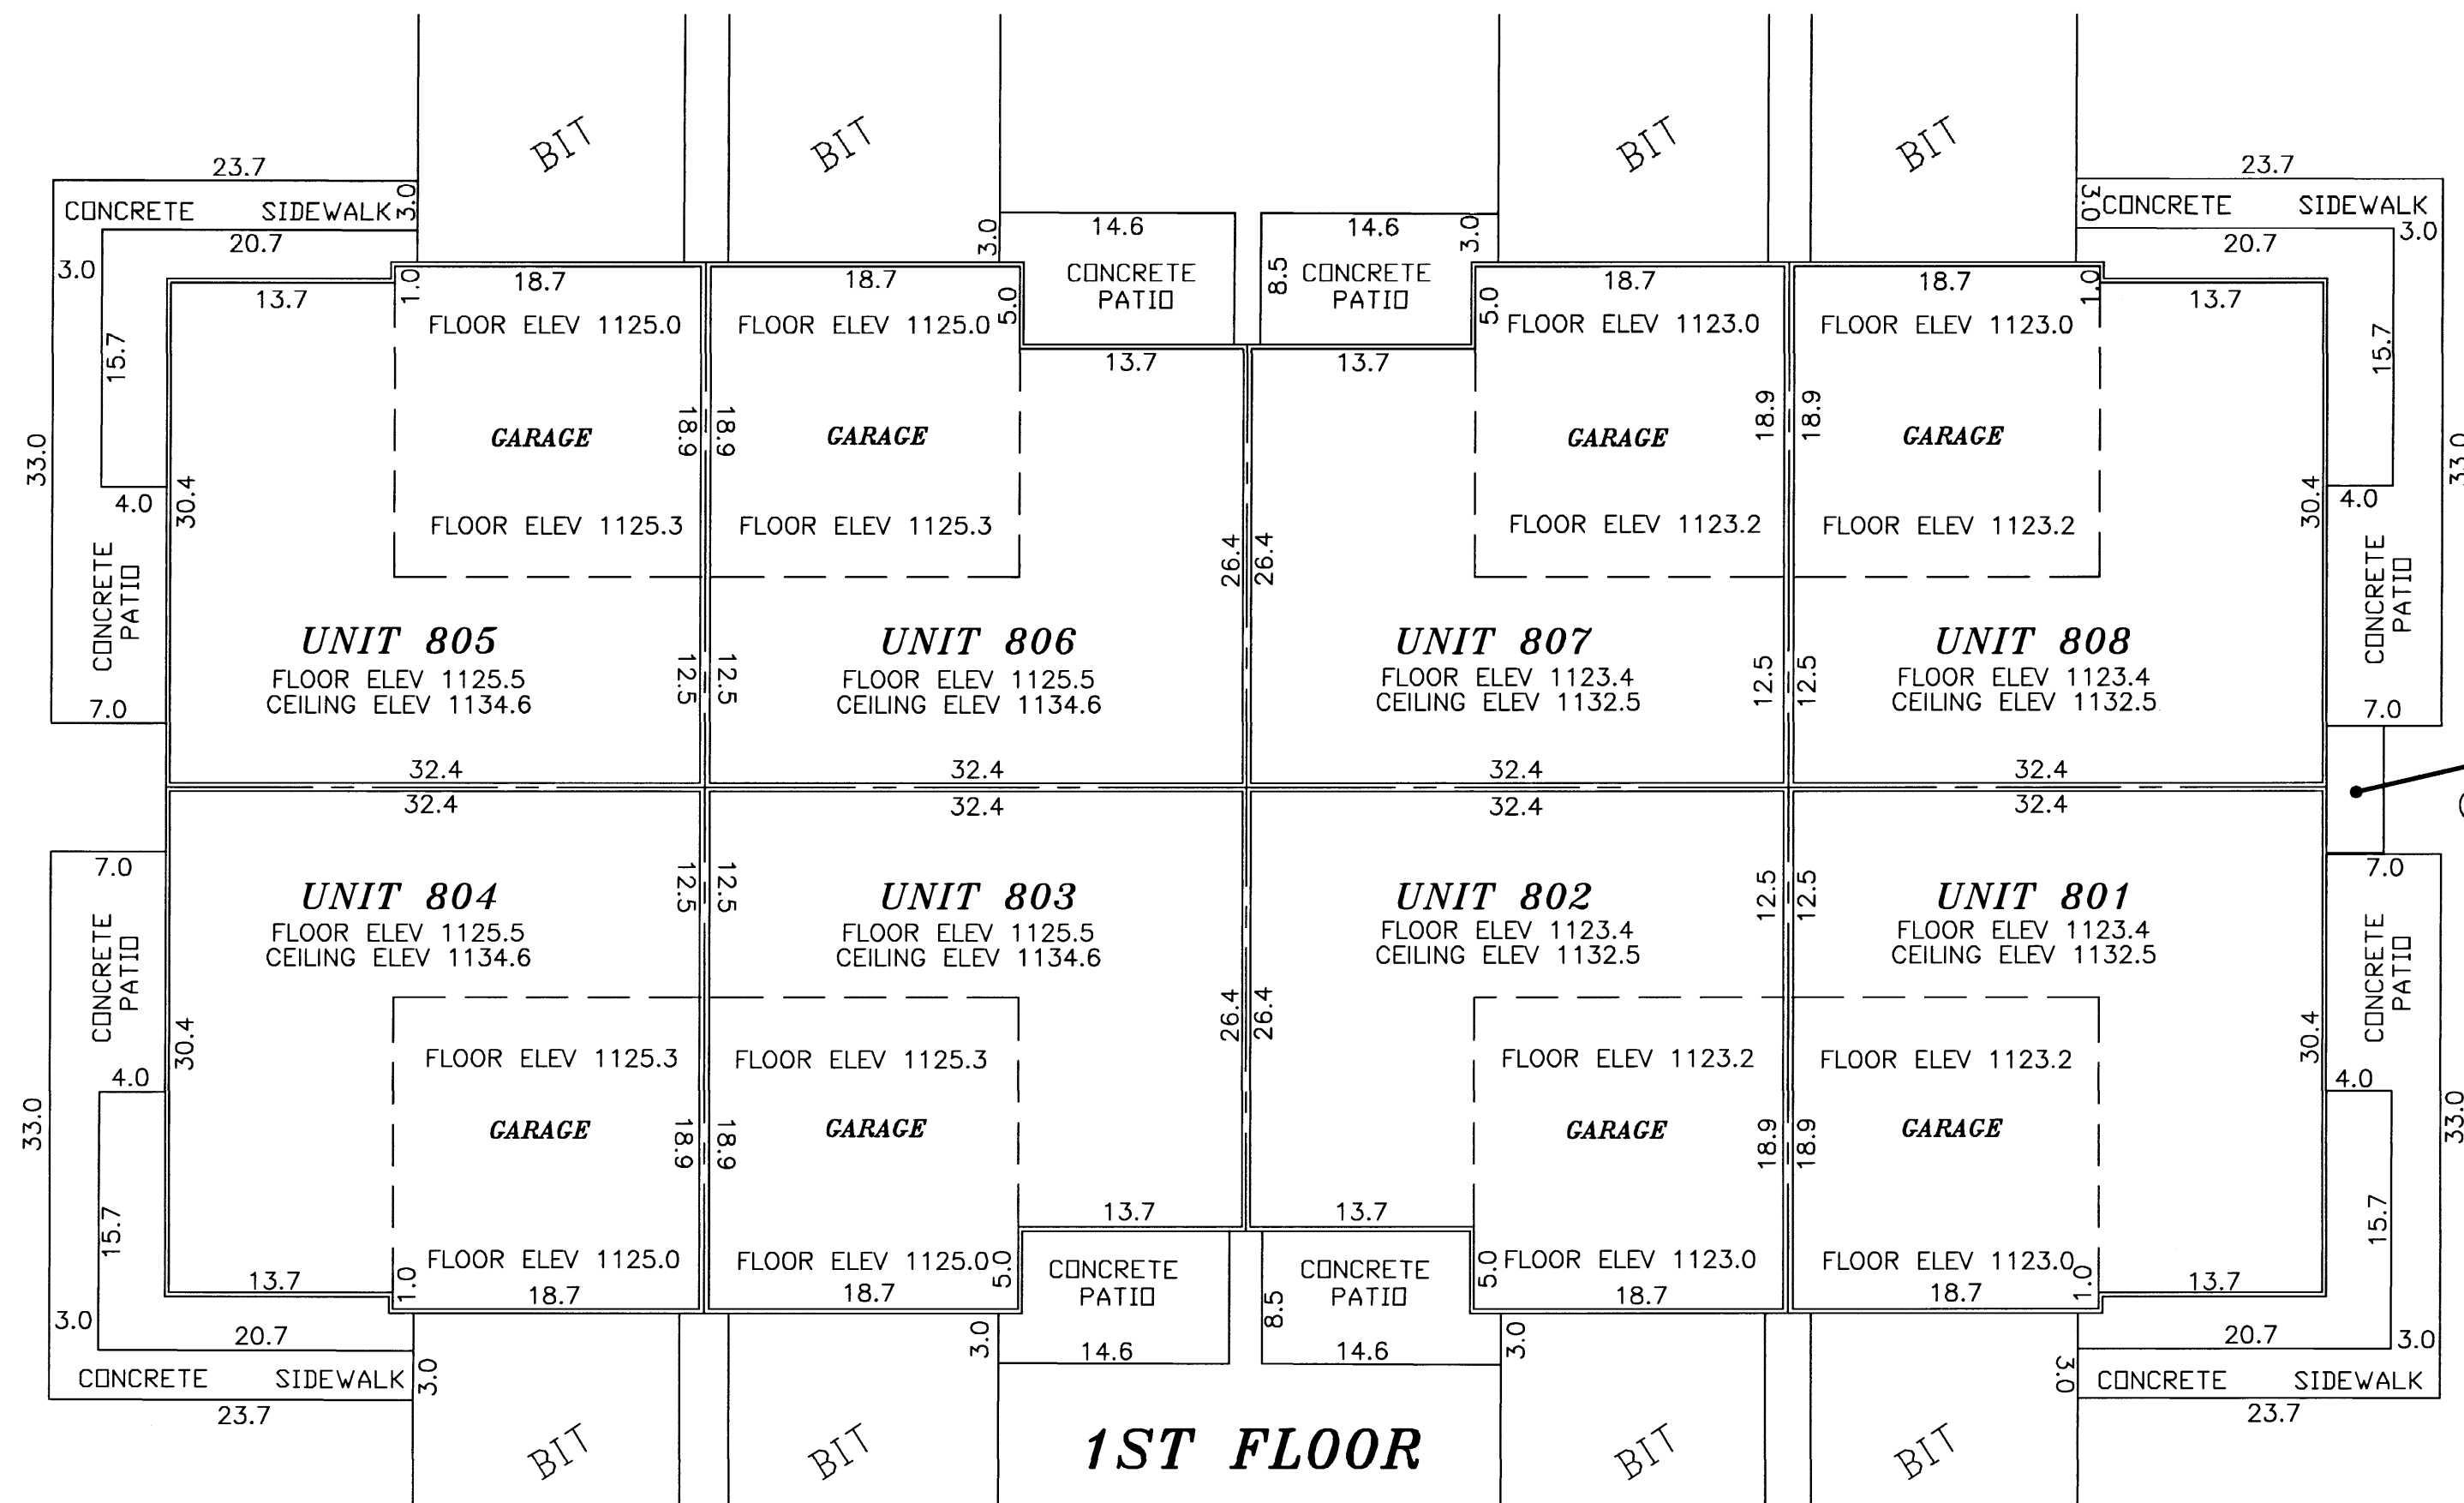 BIT
BIT
BIT
BIT
23.7
23.7
CONCRETE SIDEWALK
3.0
3.0
CONCRETE SIDEWALK
20.7
3.0
14.6
14.6
3.0
20.7
3.0
3.0
13.7
1.0
18.7
18.7
5.0
CONCRETE
PATIO
8.5
CONCRETE
PATIO
5.0
18.7
18.7
1.0
13.7
FLOOR ELEV 1125.0
FLOOR ELEV 1125.0
FLOOR ELEV 1123.0
FLOOR ELEV 1123.0
15.7
13.7
13.7
15.7
33.0
GARAGE
18.9
18.9
GARAGE
GARAGE
18.9
18.9
GARAGE
33.0
4.0
30.4
30.4
4.0
FLOOR ELEV 1125.3
FLOOR ELEV 1125.3
26.4
26.4
FLOOR ELEV 1123.2
FLOOR ELEV 1123.2
CONCRETE
PATIO
CONCRETE
PATIO
UNIT 805
FLOOR ELEV 1125.5
CEILING ELEV 1134.6
12.5
12.5
UNIT 806
FLOOR ELEV 1125.5
CEILING ELEV 1134.6
UNIT 807
FLOOR ELEV 1123.4
CEILING ELEV 1132.5
12.5
12.5
UNIT 808
FLOOR ELEV 1123.4
CEILING ELEV 1132.5
7.0
7.0
32.4
32.4
32.4
32.4
32.4
32.4
32.4
32.4
7.0
7.0
UNIT 804
FLOOR ELEV 1125.5
CEILING ELEV 1134.6
12.5
12.5
UNIT 803
FLOOR ELEV 1125.5
CEILING ELEV 1134.6
UNIT 802
FLOOR ELEV 1123.4
CEILING ELEV 1132.5
12.5
12.5
UNIT 801
FLOOR ELEV 1123.4
CEILING ELEV 1132.5
CONCRETE
PATIO
CONCRETE
PATIO
30.4
26.4
26.4
30.4
4.0
FLOOR ELEV 1125.3
FLOOR ELEV 1125.3
FLOOR ELEV 1123.2
FLOOR ELEV 1123.2
4.0
33.0
GARAGE
18.9
18.9
GARAGE
GARAGE
18.9
18.9
GARAGE
33.0
15.7
13.7
13.7
15.7
13.7
1.0
FLOOR ELEV 1125.0
FLOOR ELEV 1125.0
5.0
CONCRETE
PATIO
CONCRETE
PATIO
5.0
FLOOR ELEV 1123.0
FLOOR ELEV 1123.0
1.0
13.7
18.7
18.7
8.5
18.7
18.7
3.0
20.7
3.0
14.6
14.6
3.0
20.7
3.0
CONCRETE SIDEWALK
3.0
3.0
CONCRETE SIDEWALK
23.7
23.7
BIT
BIT
1ST FLOOR
BIT
BIT